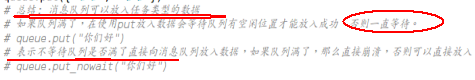 # 总结: 消息队列可以放入任务类型的数据
# 如果队列满了，在使用put放入数据会等待队列有空闲位置才能放入成功，否则一直等待。
# queue.put("你们好")
# 表示不等待队列是否满了直接向消息队列放入数据，如果队列满了，那么直接崩溃，否则可以直接放入
# queue.put_nowait("你们好")